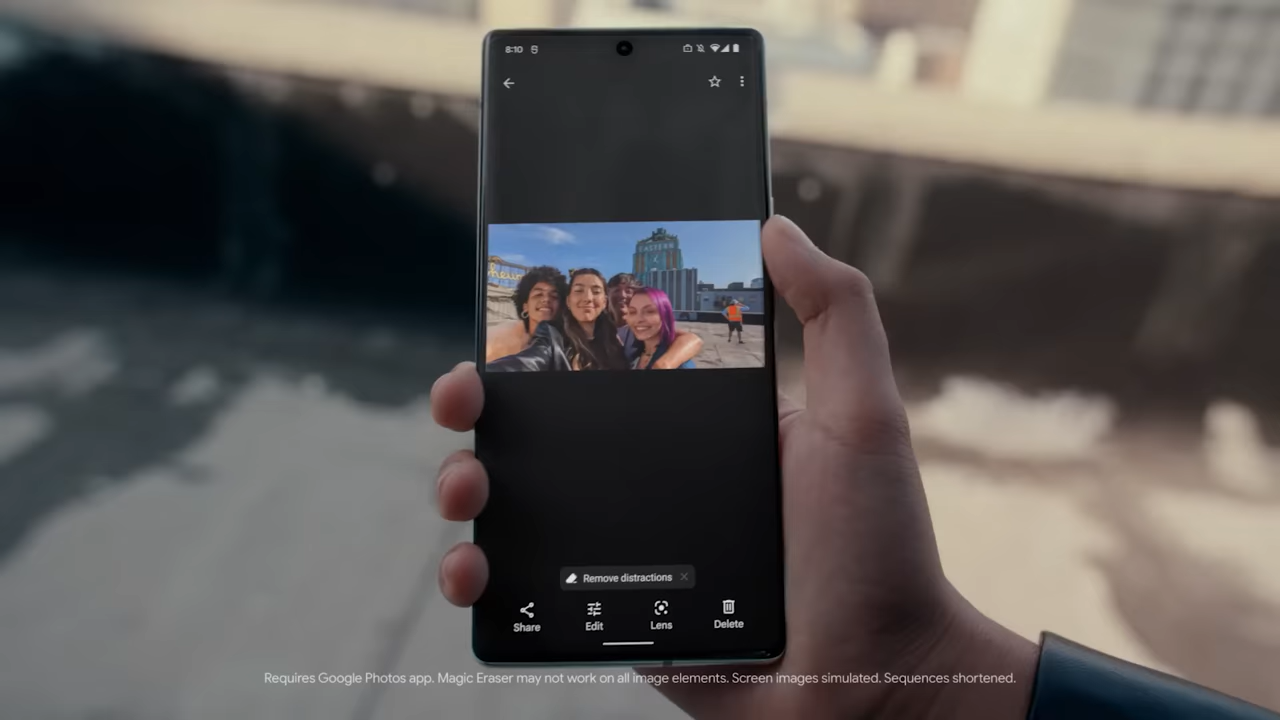 8:10
EASTERN
Remove distractions
Share
Edit
Lens
Delete
Requires Google Photos app. Magic Eraser may not work on all image elements. Screen images simulated. Sequences shortened.